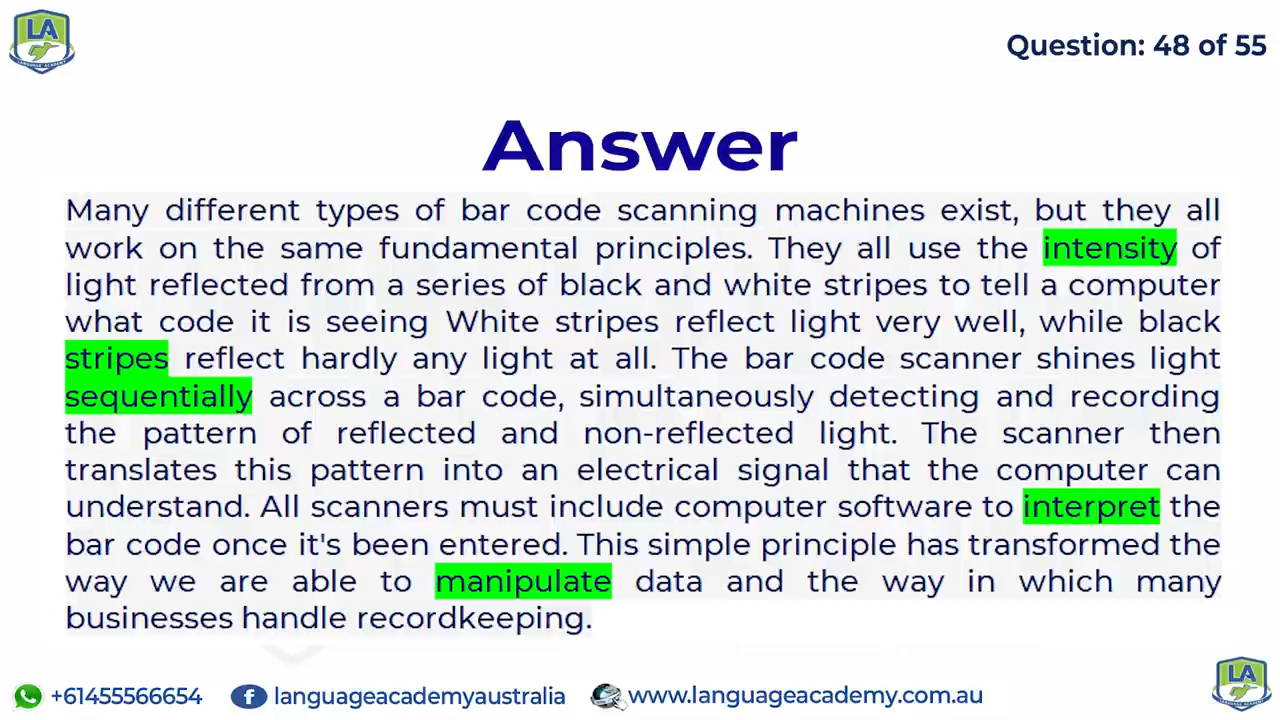 LA
LANGUAGE ACADEMY
Question: 48 of 55
Answer
Many different types of bar code scanning machines exist, but they all
work on the same fundamental principles. They all use the intensity of
light reflected from a series of black and white stripes to tell a computer
what code it is seeing White stripes reflect light very well, while black
stripes reflect hardly any light at all. The bar code scanner shines light
sequentially across a bar code, simultaneously detecting and recording
the pattern of reflected and non-reflected light. The scanner then
translates this pattern into an electrical signal that the computer can
understand. All scanners must include computer software to interpret the
bar code once it's been entered. This simple principle has transformed the
way we are able to manipulate data and the way in which many
businesses handle recordkeeping.
+61455566654
languageacademyaustralia
www.languageacademy.com.au
LA
LANGUAGE ACADEMY